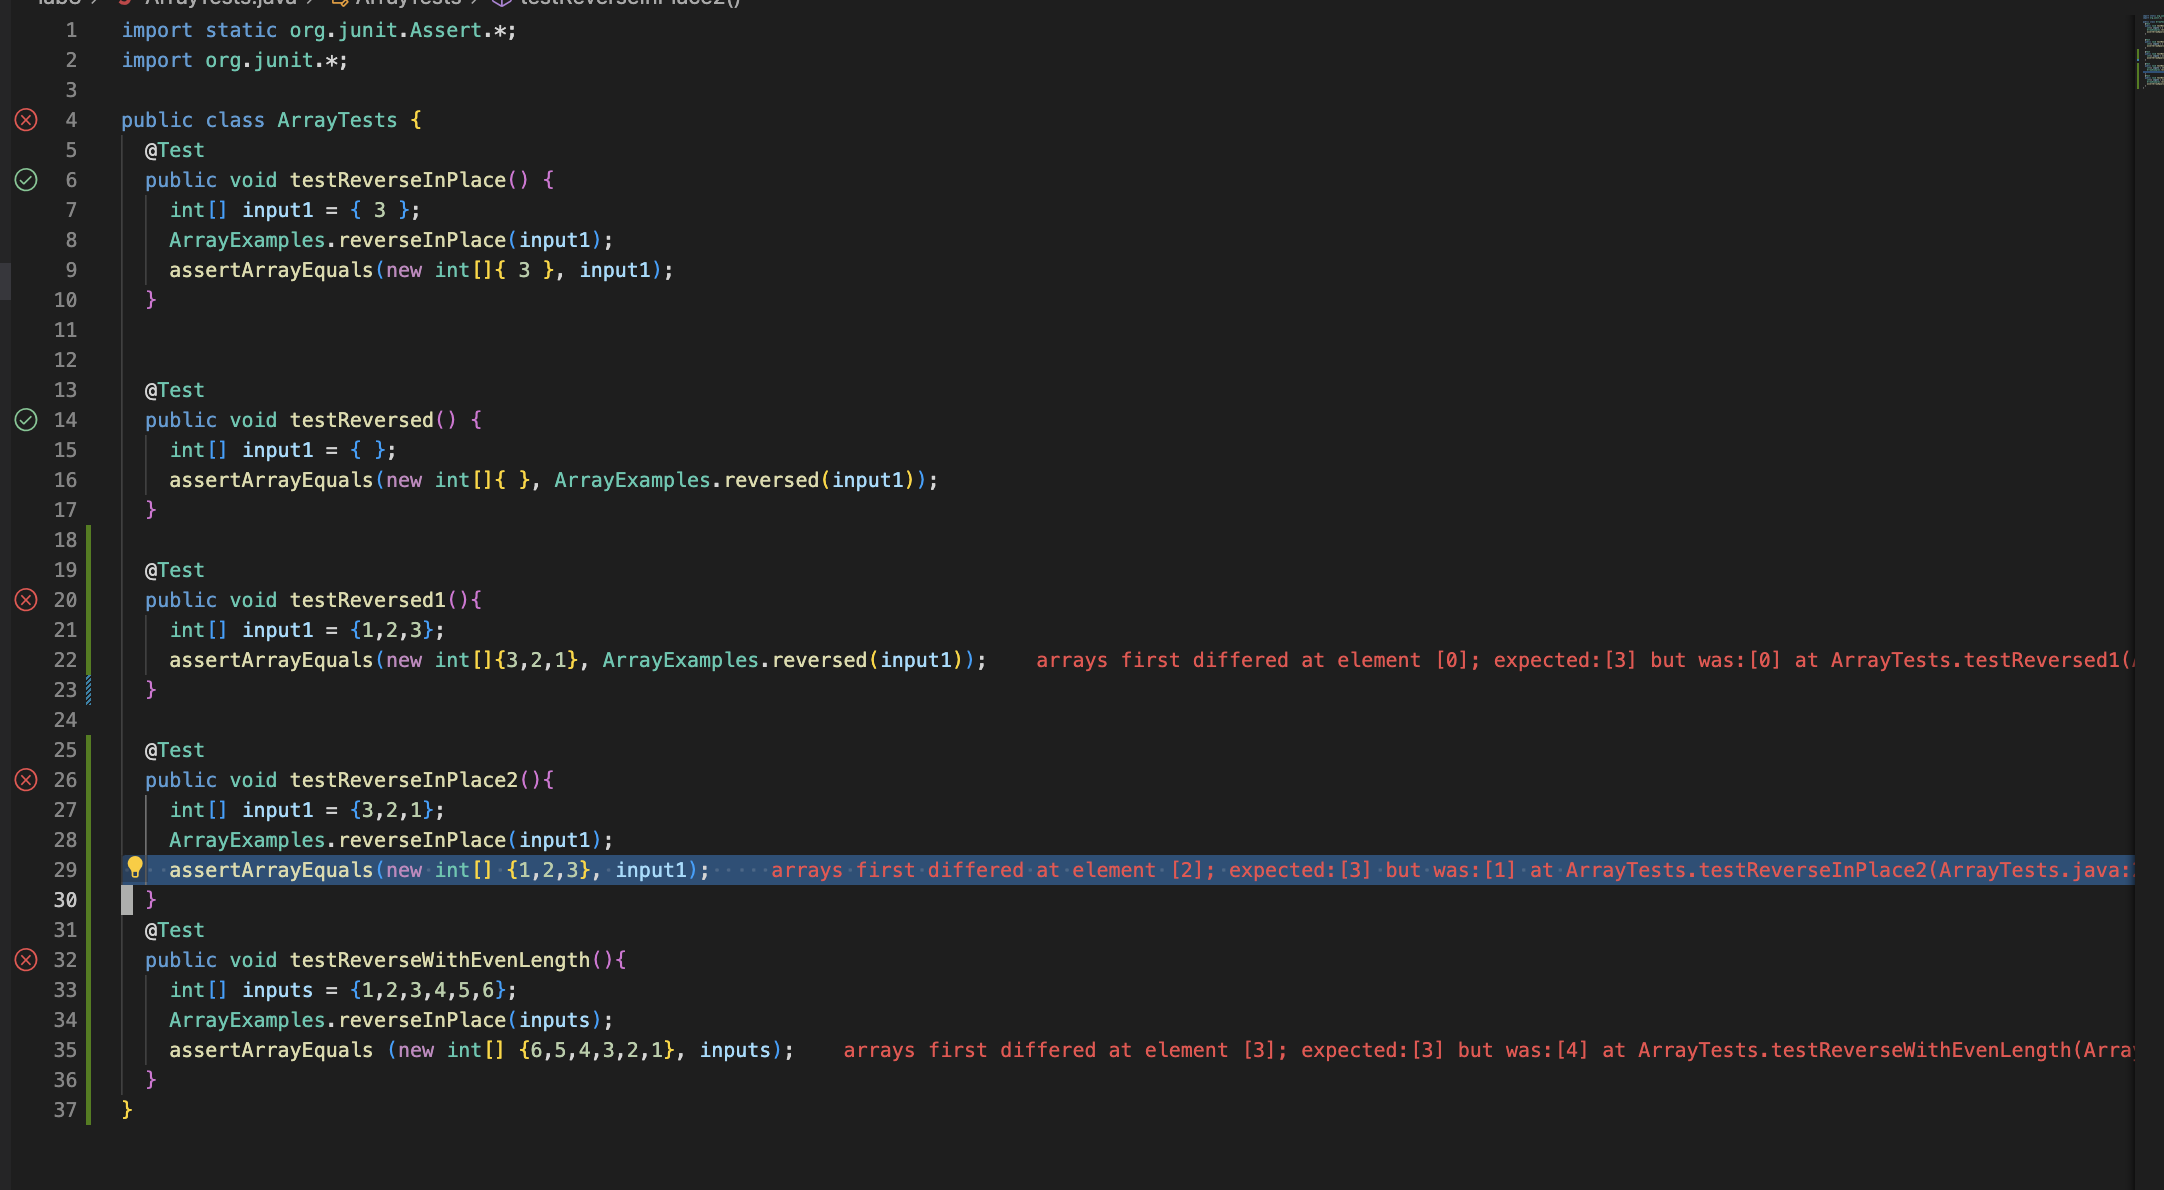 ArrayTests.java > ArrayTests > testReverseInPlace2()
1 import static org.junit.Assert.*;
2 import org.junit.*;
3
4 public class ArrayTests {
5 @Test
6 public void testReverseInPlace() {
7 int[] input1 = { 3 };
8 ArrayExamples.reverseInPlace(input1);
9 assertArrayEquals(new int[]{ 3 }, input1);
10 }
11
12
13 @Test
14 public void testReversed() {
15 int[] input1 = { };
16 assertArrayEquals(new int[]{ }, ArrayExamples.reversed(input1));
17 }
18
19 @Test
20 public void testReversed1(){
21 int[] input1 = {1,2,3};
22 assertArrayEquals(new int[]{3,2,1}, ArrayExamples.reversed(input1)); arrays first differed at element [0]; expected:[3] but was:[0] at ArrayTests.testReversed1(
23 }
24
25 @Test
26 public void testReverseInPlace2(){
27 int[] input1 = {3,2,1};
28 ArrayExamples.reverseInPlace(input1);
29 assertArrayEquals(new int[] {1,2,3}, input1); arrays first differed at element [2]; expected:[3] but was:[1] at ArrayTests.testReverseInPlace2(ArrayTests.java:
30 }
31 @Test
32 public void testReverseWithEvenLength(){
33 int[] inputs = {1,2,3,4,5,6};
34 ArrayExamples.reverseInPlace(inputs);
35 assertArrayEquals (new int[] {6,5,4,3,2,1}, inputs); arrays first differed at element [3]; expected:[3] but was:[4] at ArrayTests.testReverseWithEvenLength(Array
36 }
37 }